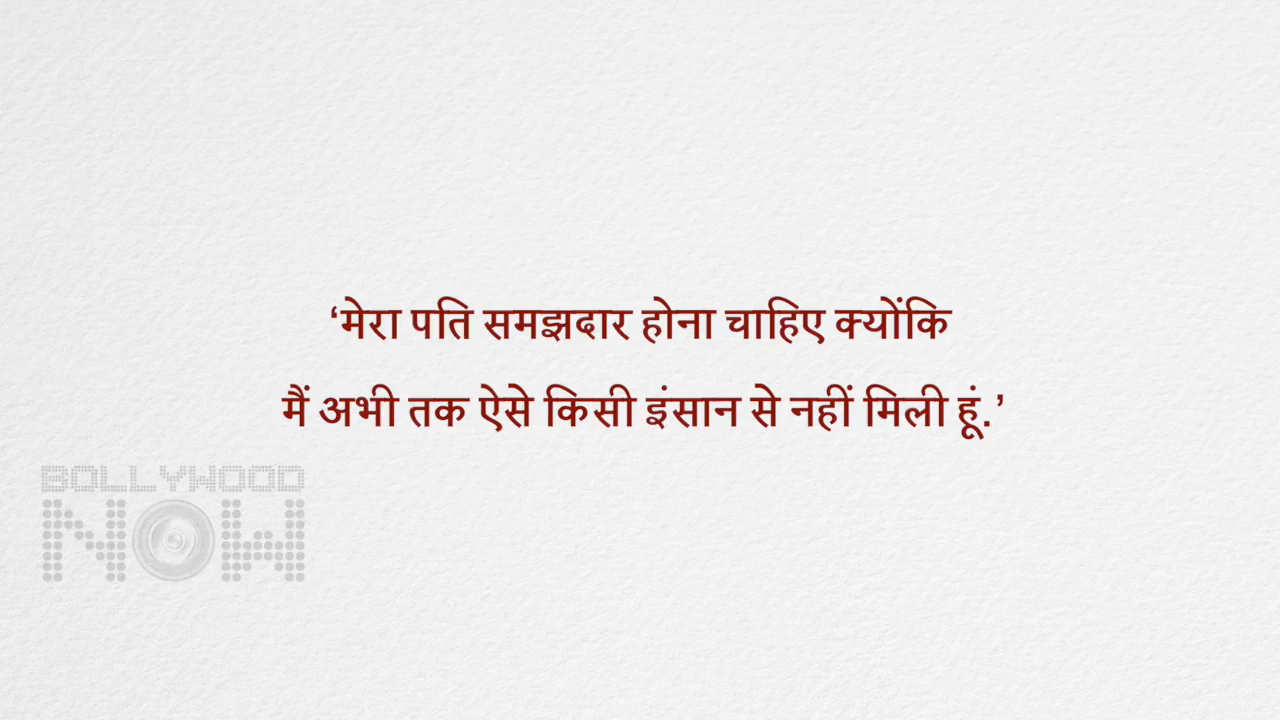 ‘मेरा पति समझदार होना चाहिए क्योंकि
मैं अभी तक ऐसे किसी इंसान से नहीं मिली हूं.’
BOLLYWOOD
NOW